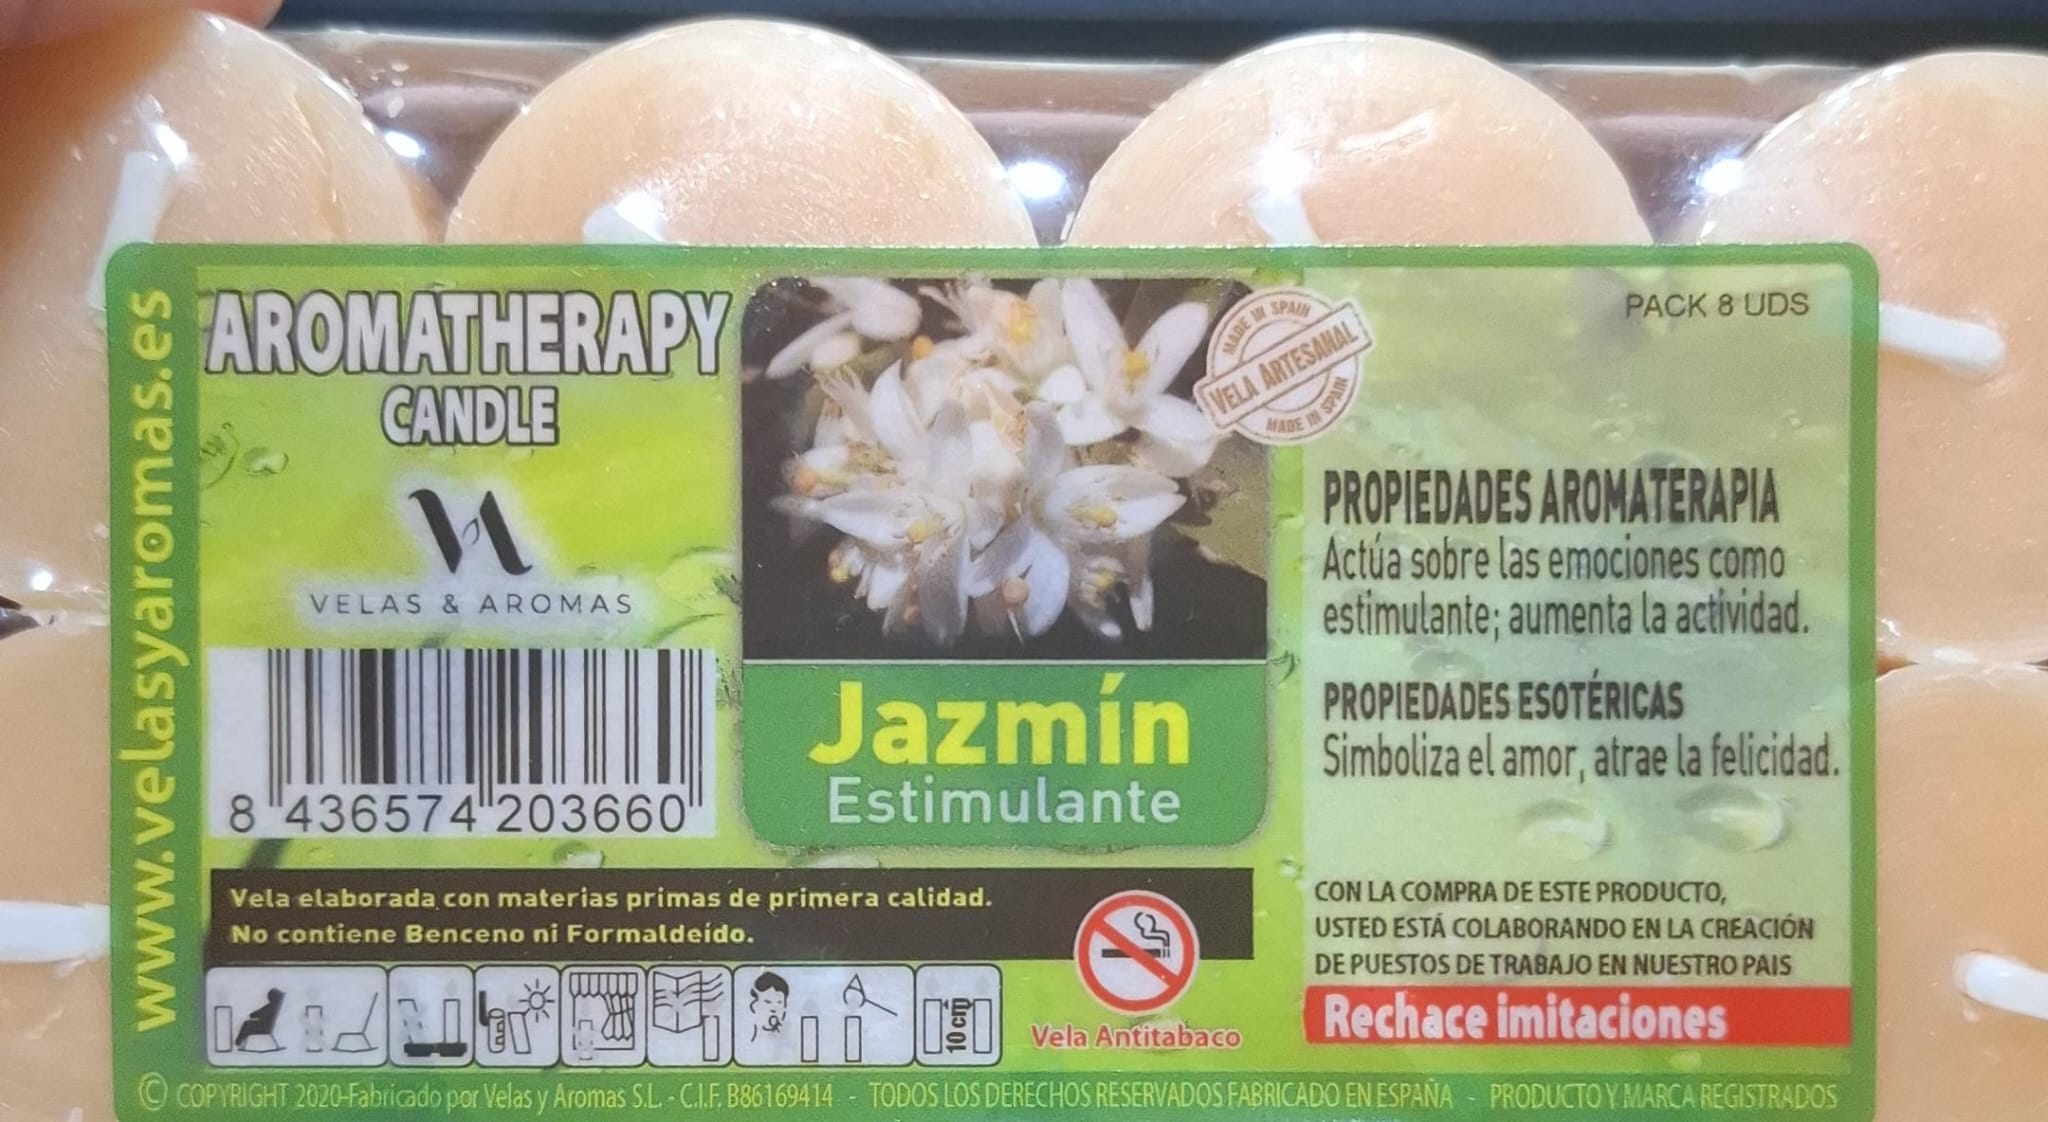 www.velasyaromas.es
AROMATHERAPY
CANDLE
VELAS & AROMAS
8 436574 203660
MADE IN SPAIN
VELA ARTESANAL
MADE IN SPAIN
Jazmín
Estimulante
PACK 8 UDS
PROPIEDADES AROMATERAPIA
Actúa sobre las emociones como
estimulante; aumenta la actividad.
PROPIEDADES ESOTÉRICAS
Simboliza el amor, atrae la felicidad.
Vela elaborada con materias primas de primera calidad.
No contiene Benceno ni Formaldeído.
10 cm
Vela Antitabaco
CON LA COMPRA DE ESTE PRODUCTO,
USTED ESTÁ COLABORANDO EN LA CREACIÓN
DE PUESTOS DE TRABAJO EN NUESTRO PAIS
Rechace imitaciones
© COPYRIGHT 2020-Fabricado por Velas y Aromas S.L. - C.I.F. B86169414 - TODOS LOS DERECHOS RESERVADOS FABRICADO EN ESPAÑA - PRODUCTO Y MARCA REGISTRADOS